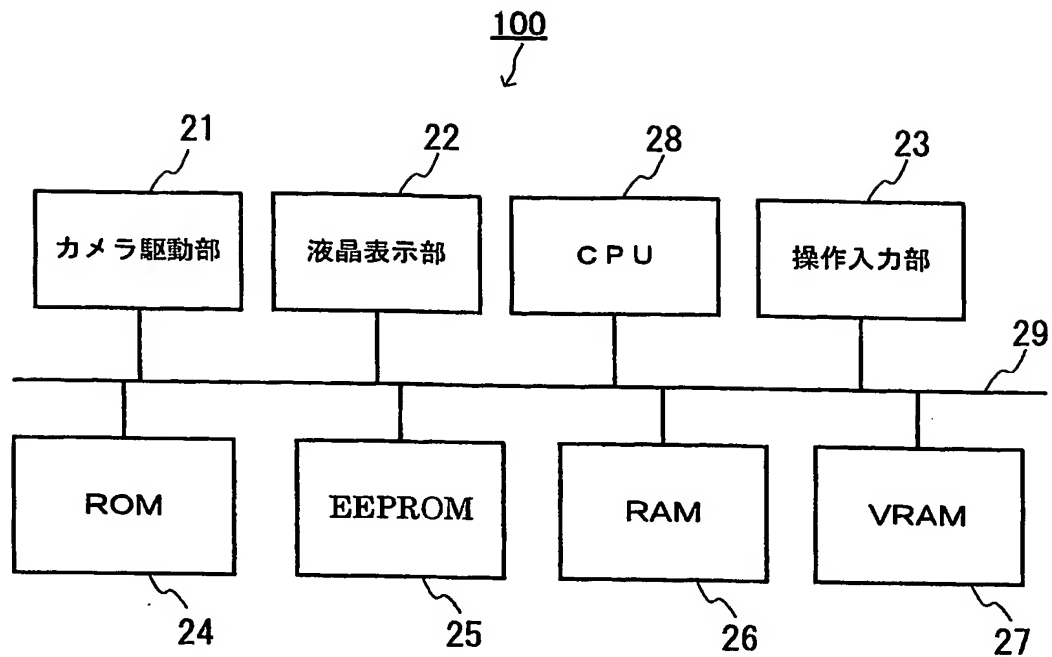 100
21
22
28
23
カメラ駆動部
液晶表示部
CPU
操作入力部
29
ROM
EEPROM
RAM
VRAM
24
25
26
27